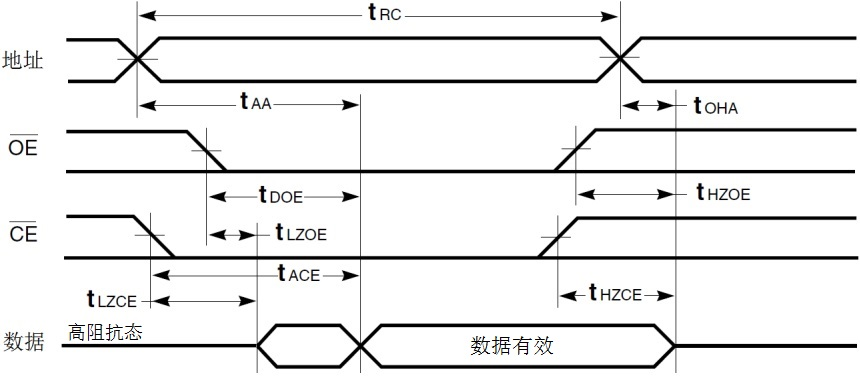 tRC
地址
tAA
tOHA
OE
tDOE
tHZOE
tLZOE
CE
tACE
tLZCE
tHZCE
高阻抗态
数据
数据有效